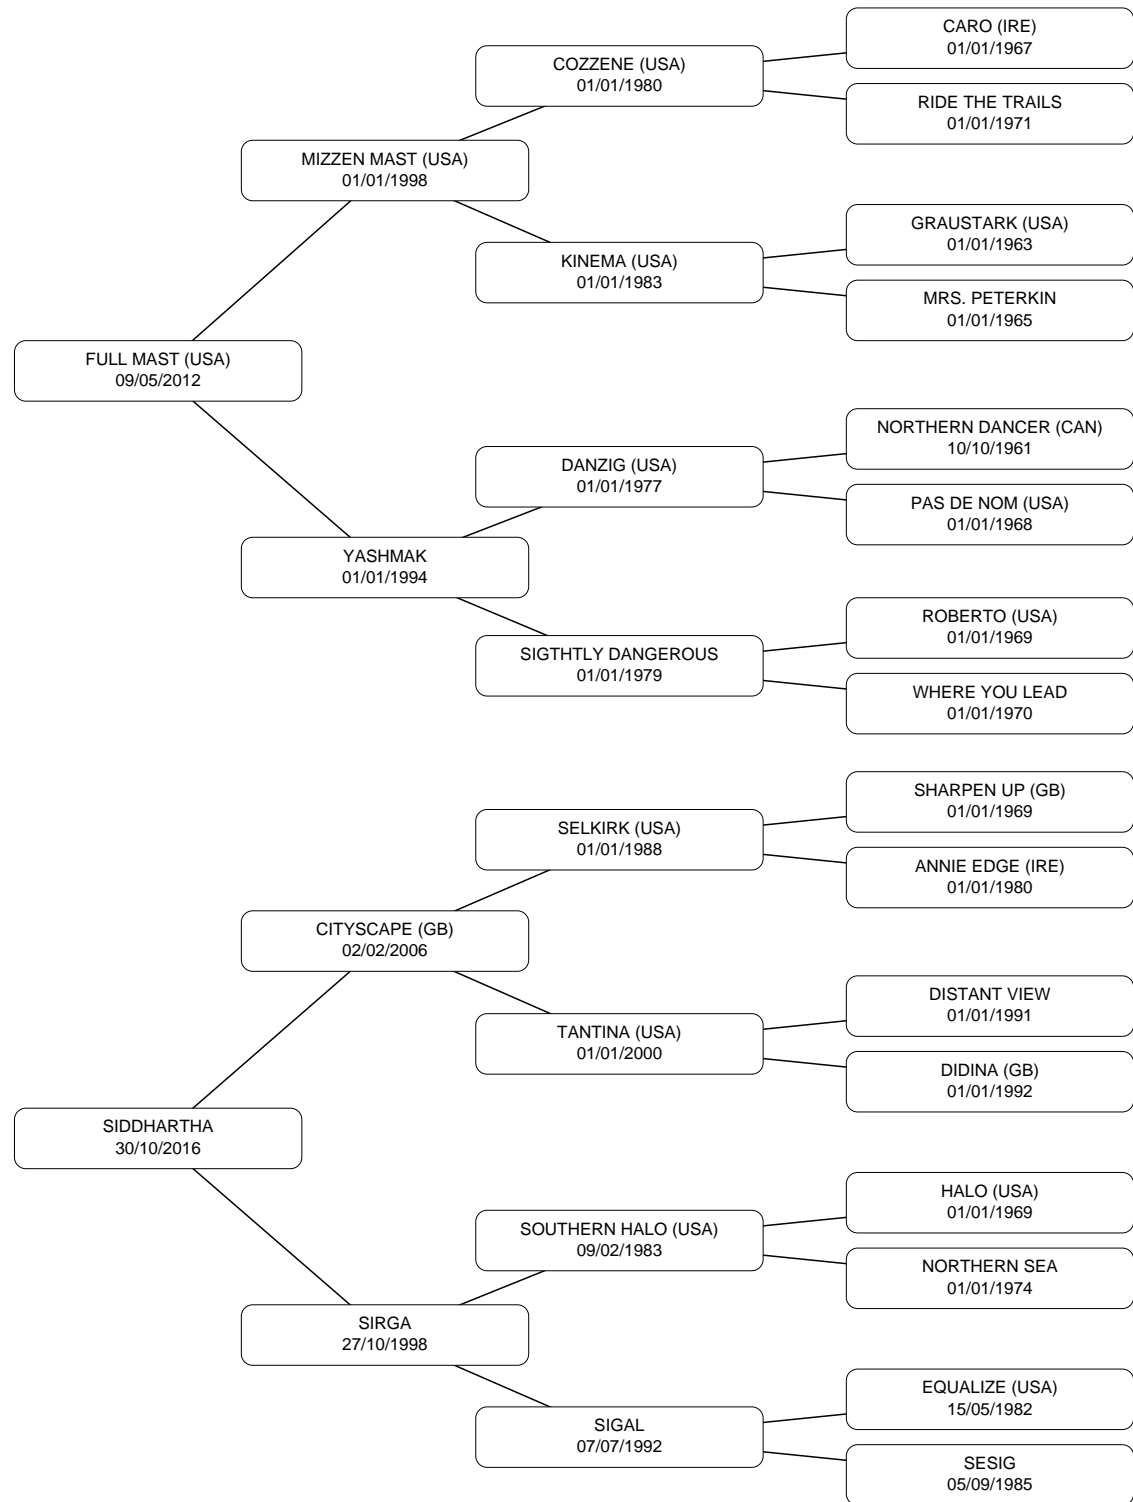 CARO (IRE)
01/01/1967
COZZENE (USA)
01/01/1980
RIDE THE TRAILS
01/01/1971
MIZZEN MAST (USA)
01/01/1998
GRAUSTARK (USA)
01/01/1963
KINEMA (USA)
01/01/1983
MRS. PETERKIN
01/01/1965
FULL MAST (USA)
09/05/2012
NORTHERN DANCER (CAN)
10/10/1961
DANZIG (USA)
01/01/1977
PAS DE NOM (USA)
01/01/1968
YASHMAK
01/01/1994
ROBERTO (USA)
01/01/1969
SIGTHTLY DANGEROUS
01/01/1979
WHERE YOU LEAD
01/01/1970
SHARPEN UP (GB)
01/01/1969
SELKIRK (USA)
01/01/1988
ANNIE EDGE (IRE)
01/01/1980
CITYSCAPE (GB)
02/02/2006
DISTANT VIEW
01/01/1991
TANTINA (USA)
01/01/2000
DIDINA (GB)
01/01/1992
SIDDHARTHA
30/10/2016
HALO (USA)
01/01/1969
SOUTHERN HALO (USA)
09/02/1983
NORTHERN SEA
01/01/1974
SIRGA
27/10/1998
EQUALIZE (USA)
15/05/1982
SIGAL
07/07/1992
SESIG
05/09/1985